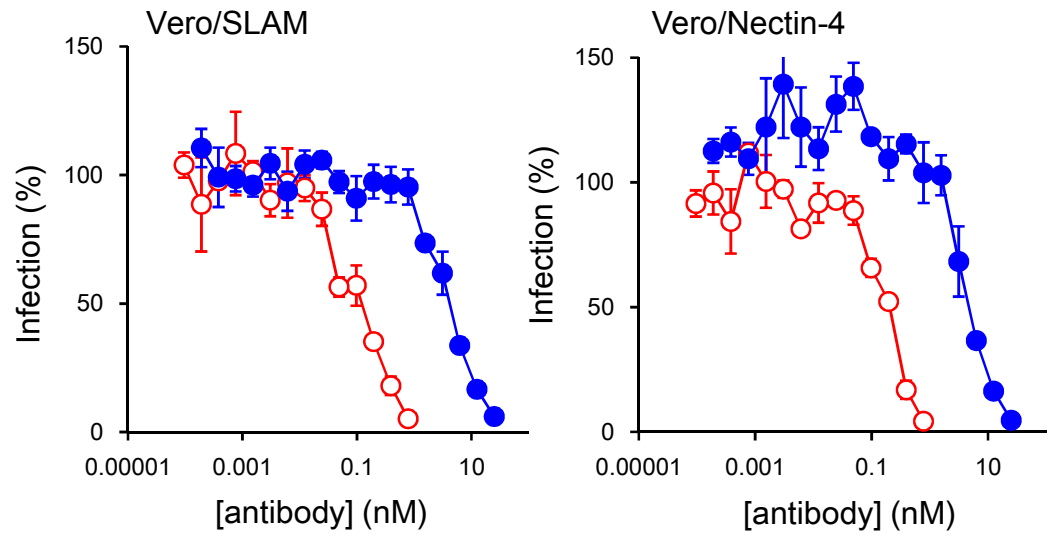 Vero/SLAM
150
100
50
0
0.00001
0.001
0.1
10
Infection (%)
[antibody] (nM)
Vero/Nectin-4
150
100
50
0
0.00001
0.001
0.1
10
Infection (%)
[antibody] (nM)